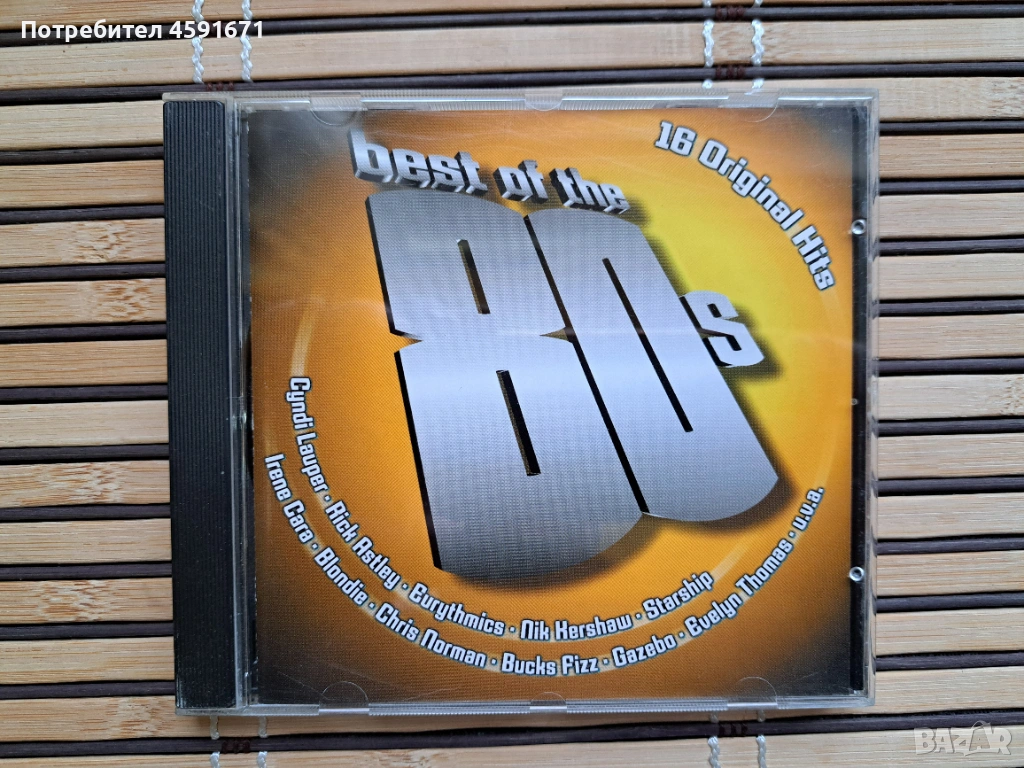 Потребител 4591671
best of the
80s
16 Original Hits
Cyndi Lauper • Rick Astley • Eurythmics • Nik Kershaw • Starship
Irene Cara • Blondie • Chris Norman • Bucks Fizz • Gazebo • Evelyn Thomas • u.v.a.
BAZAR